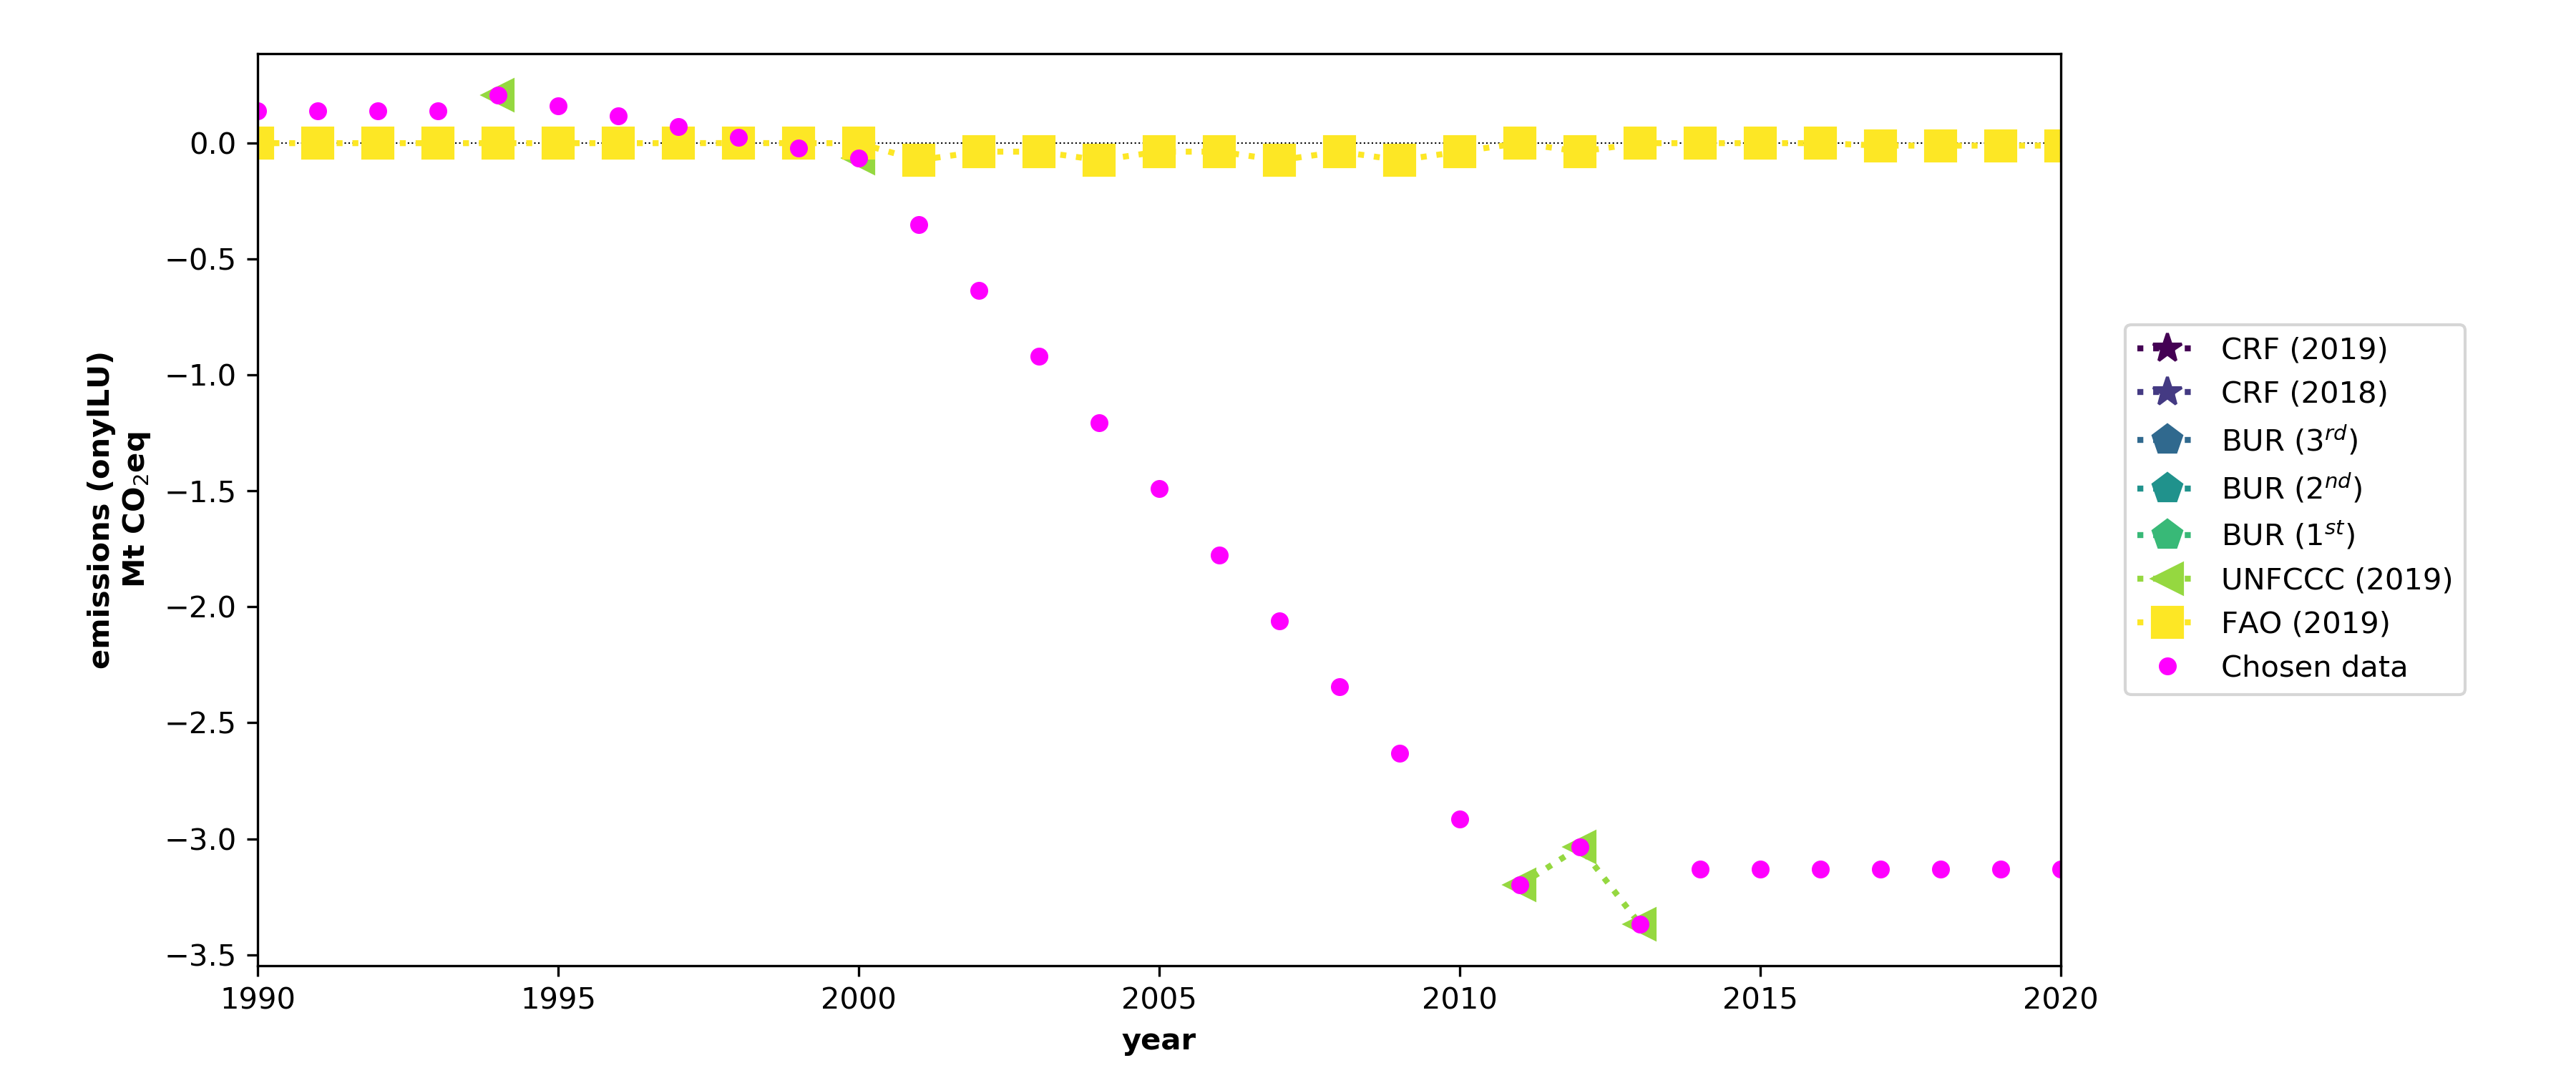 0.0
−0.5
−1.0
−1.5
−2.0
−2.5
−3.0
−3.5
emissions (onylLU)
Mt CO₂eq
1990 1995 2000 2005 2010 2015 2020
year
CRF (2019)
CRF (2018)
BUR (3ʳᵈ)
BUR (2ⁿᵈ)
BUR (1ˢᵗ)
UNFCCC (2019)
FAO (2019)
Chosen data